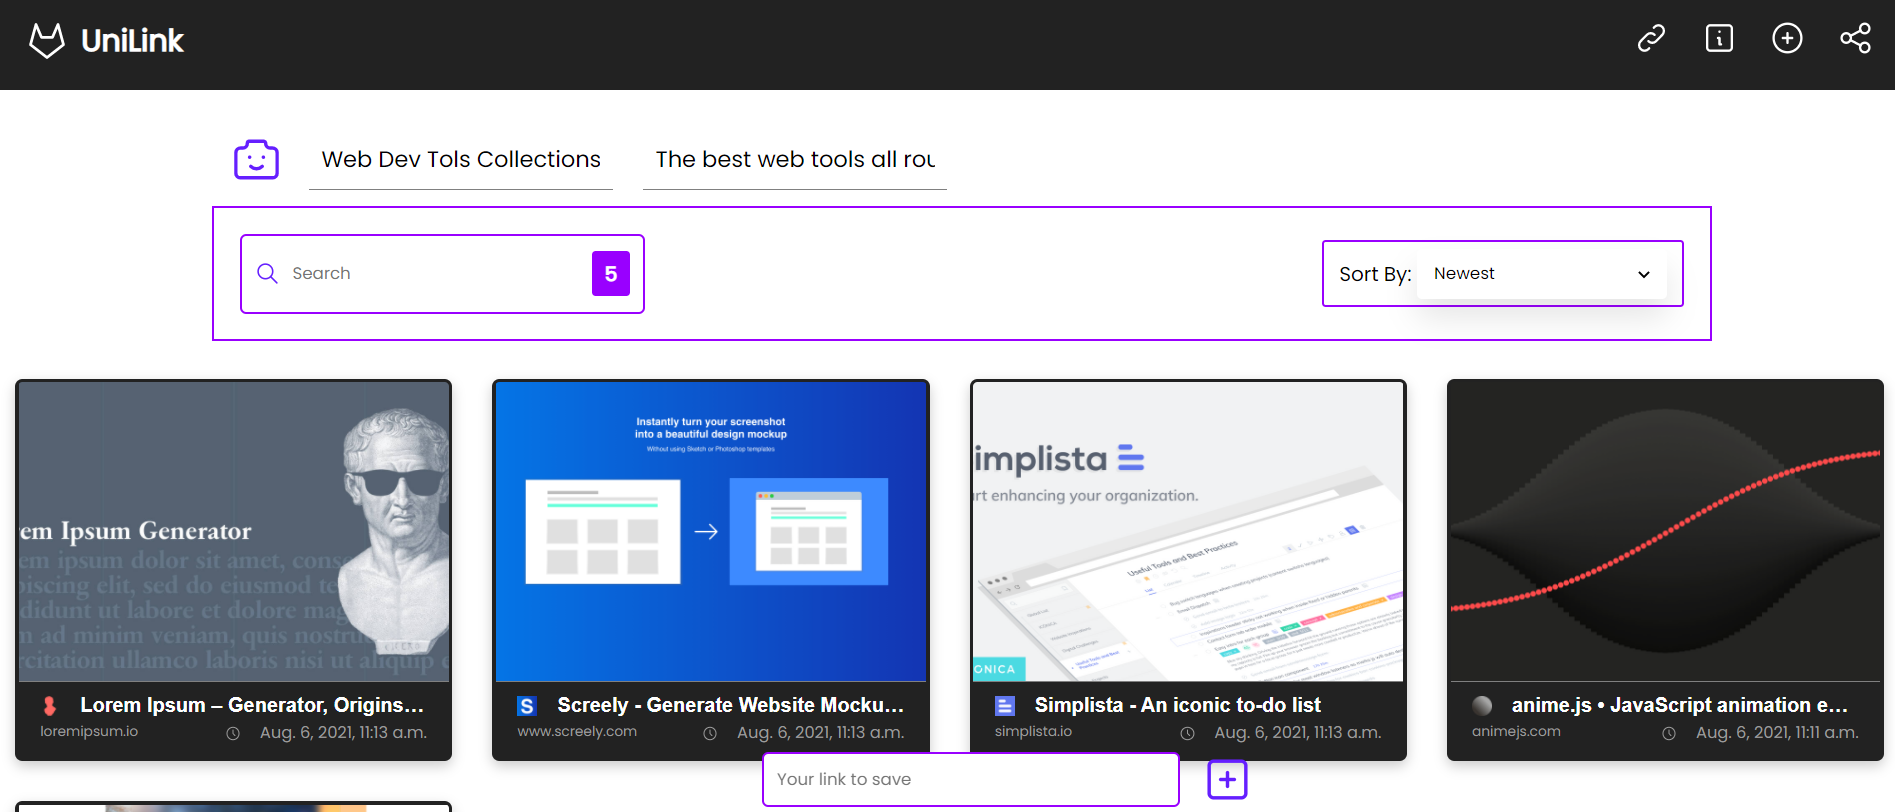 UniLink
Web Dev Tols Collections
The best web tools all rou
Search
5
Sort By:
Newest
em Ipsum Generator
em ipsum dolor sit amet, cons
piscing elit, sed do eiusmod te
didunt ut labore et dolore mag
n ad minim veniam, quis nostru
rcitation ullamco laboris nisi ut aliquip e
CICERO
Lorem Ipsum – Generator, Origins...
loremipsum.io
Aug. 6, 2021, 11:13 a.m.
Instantly turn your screenshot
into a beautiful design mockup
Without using Sketch or Photoshop templates
S
Screely - Generate Website Mocku...
www.screely.com
Aug. 6, 2021, 11:13 a.m.
implista
rt enhancing your organization.
Useful Tools and Best Practices
ONICA
Simplista - An iconic to-do list
simplista.io
Aug. 6, 2021, 11:13 a.m.
anime.js • JavaScript animation e...
animejs.com
Aug. 6, 2021, 11:11 a.m.
Your link to save